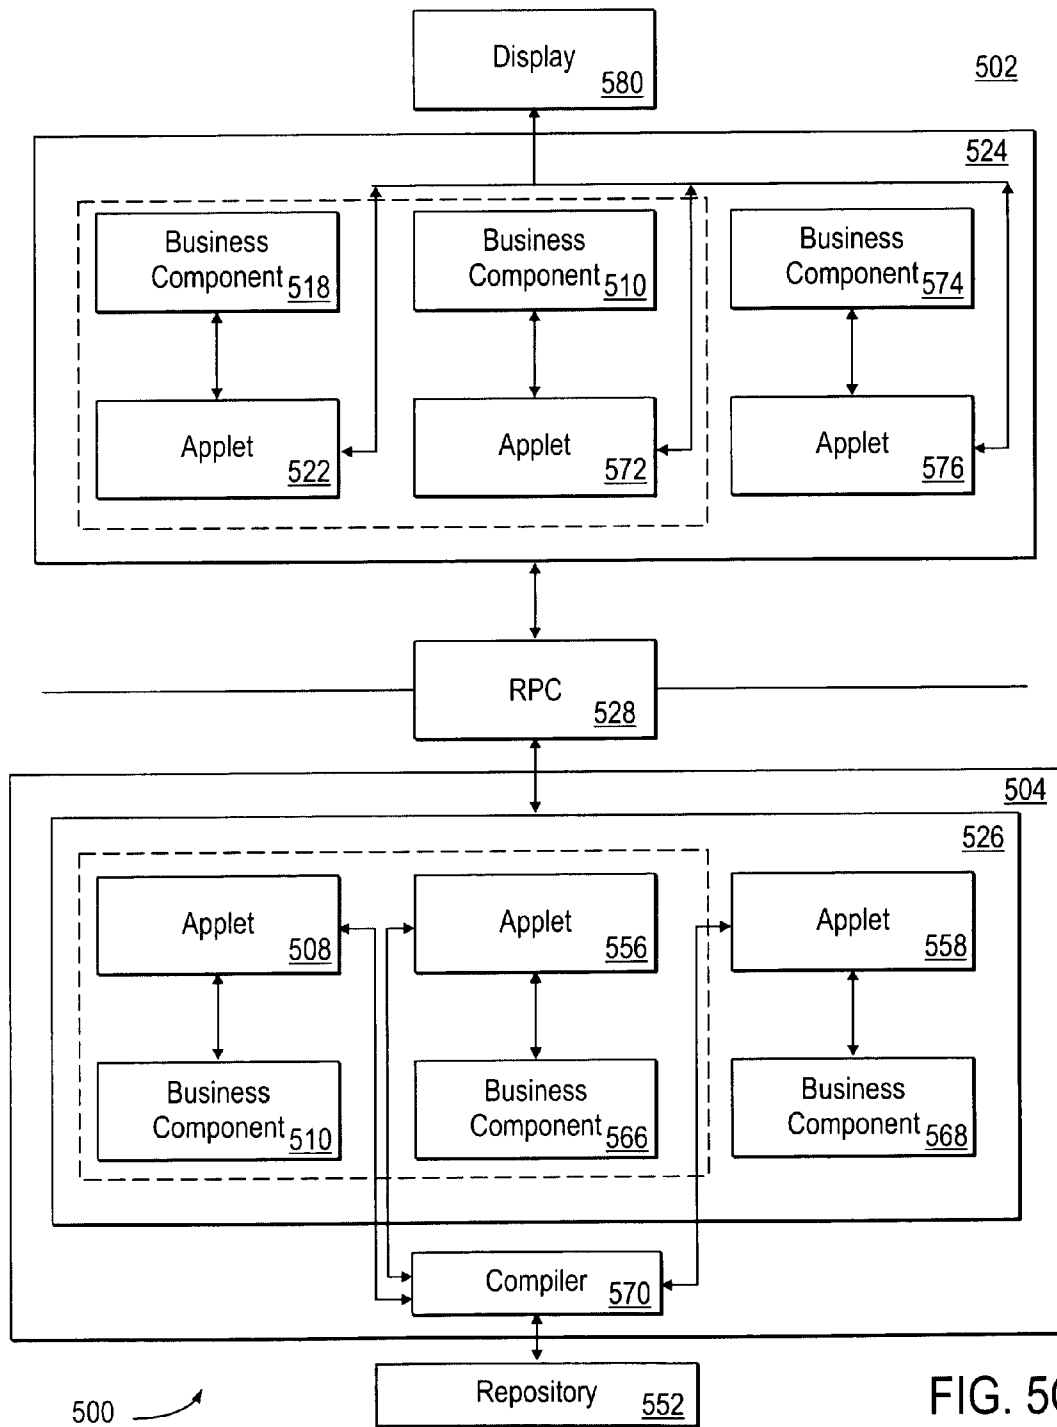 Display
580
502
524
Business
Component 518
Business
Component 510
Business
Component 574
Applet
522
Applet
572
Applet
576
RPC
528
504
526
Applet
508
Applet
556
Applet
558
Business
Component 510
Business
Component 566
Business
Component 568
Compiler
570
Repository
552
500
FIG.